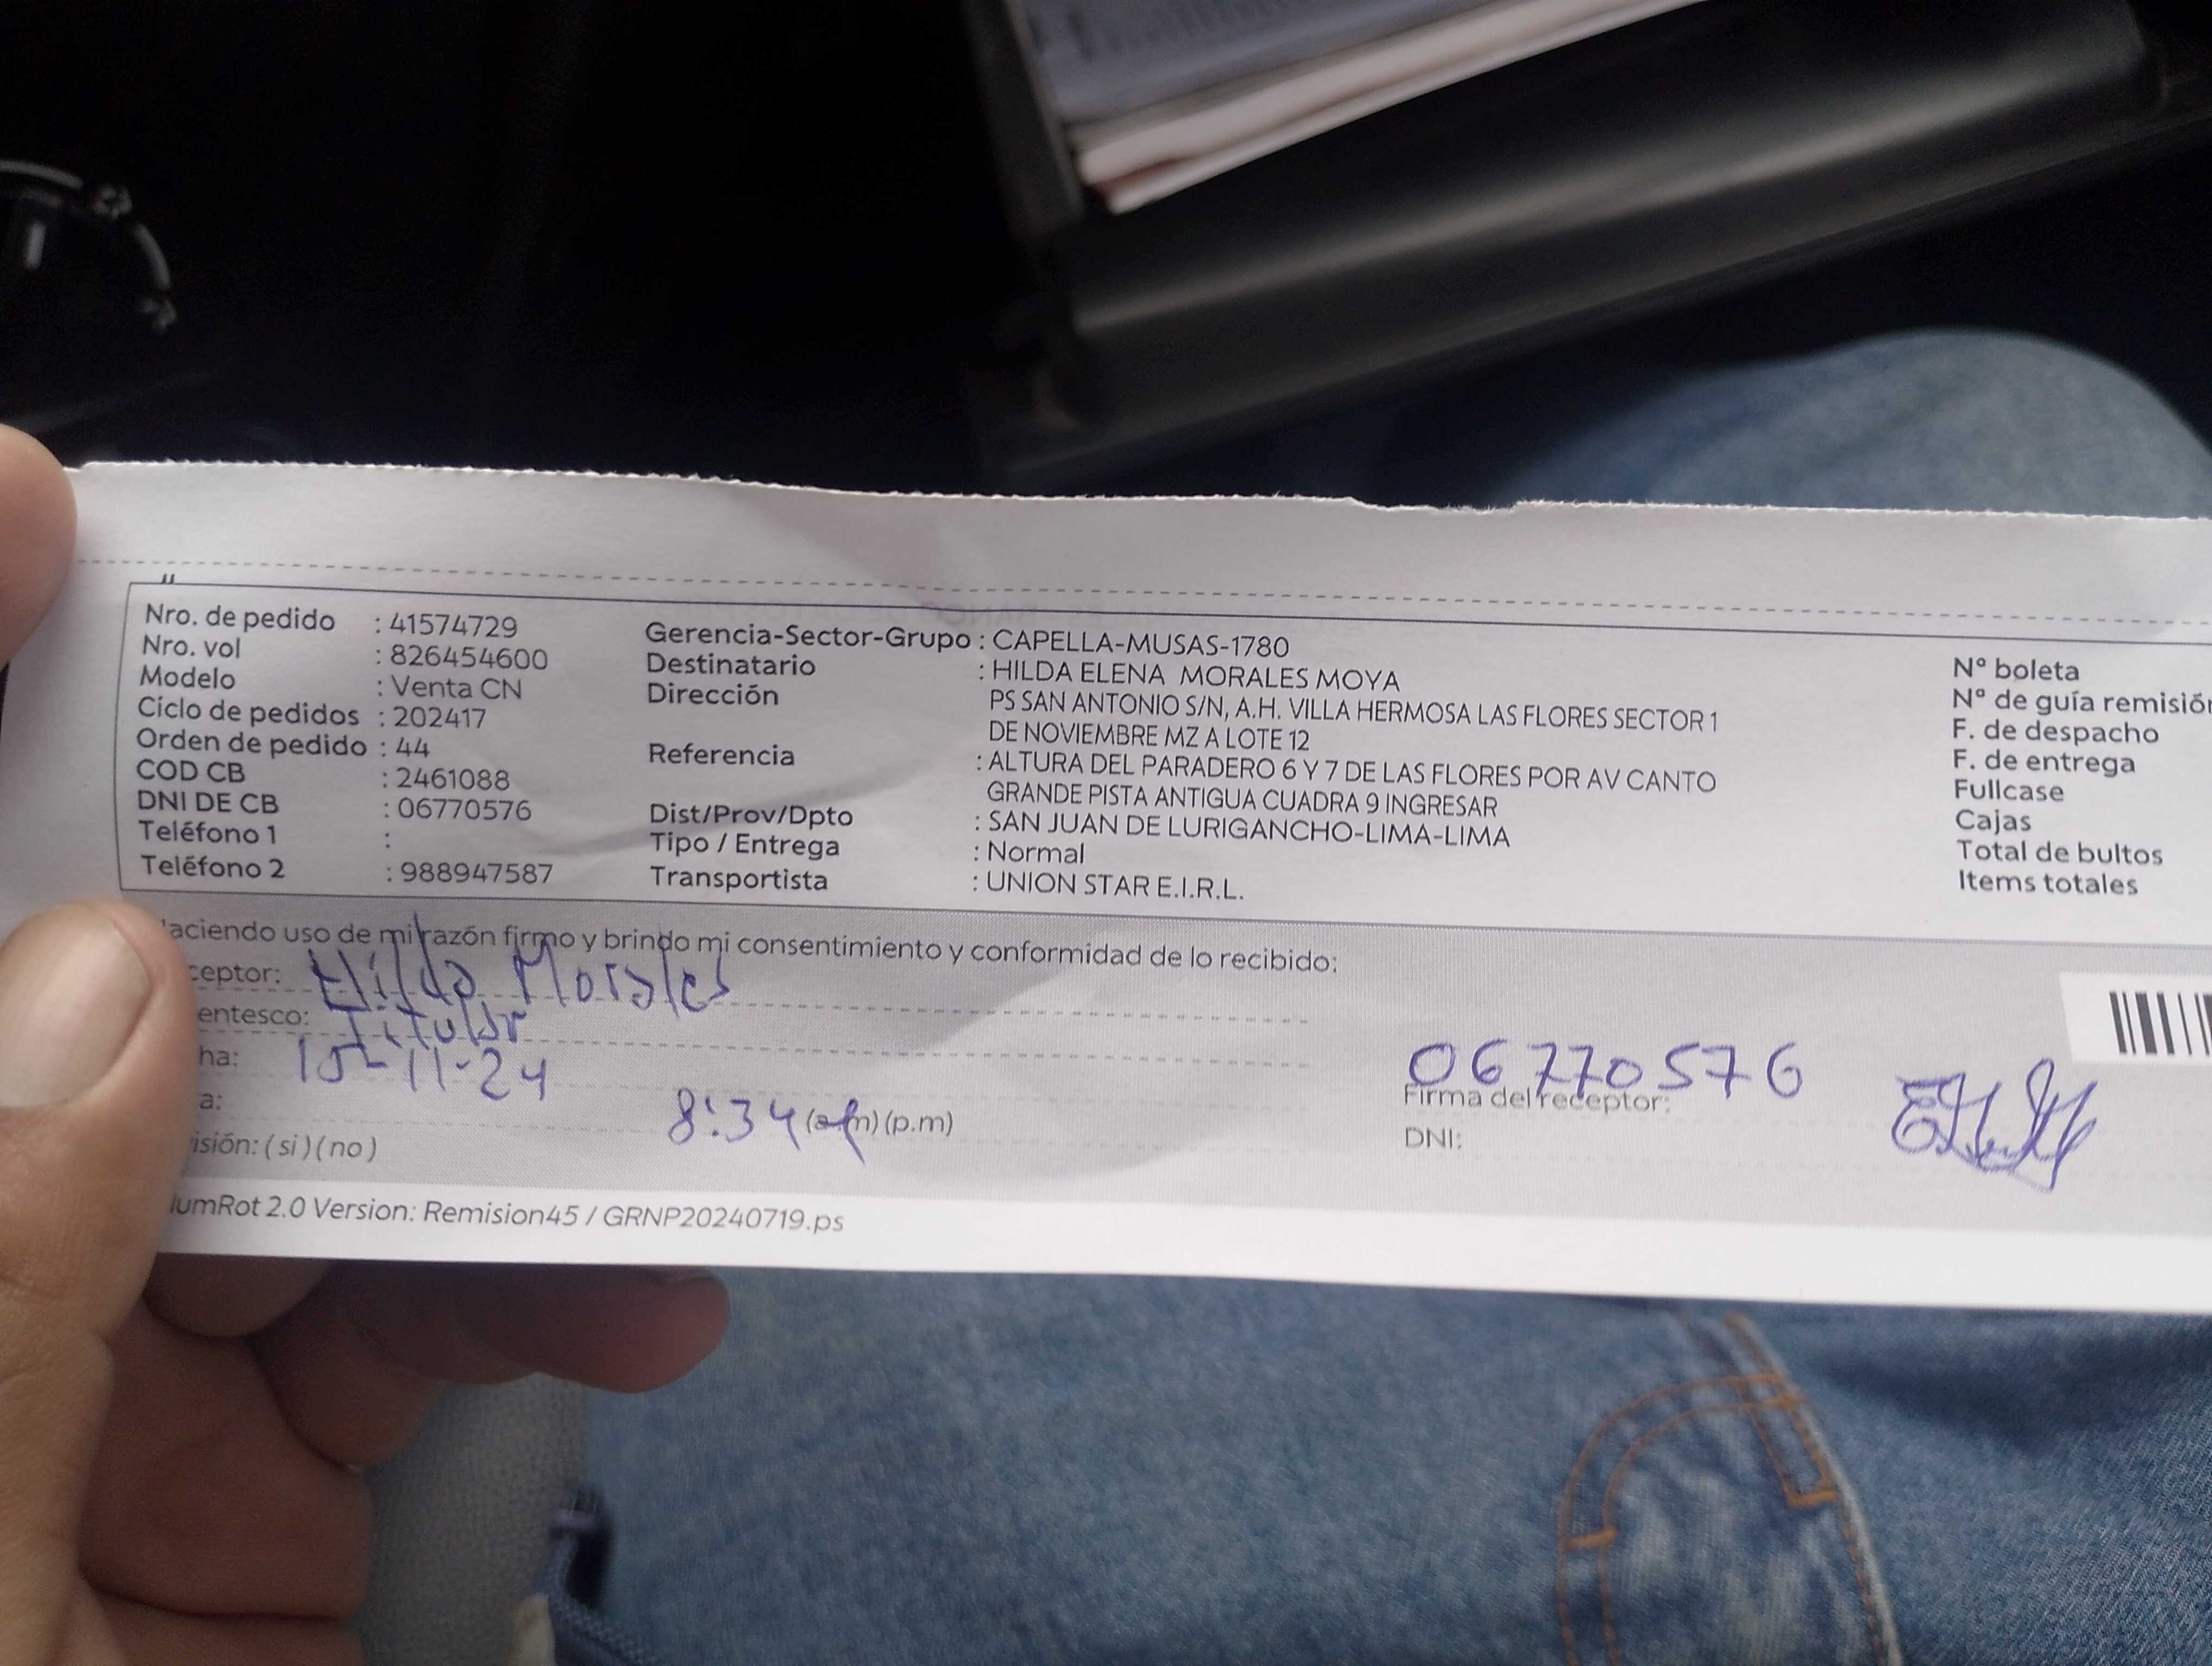 Nro. de pedido : 41574729
Nro. vol : 826454600
Modelo : Venta CN
Ciclo de pedidos : 202417
Orden de pedido : 44
COD CB : 2461088
DNI DE CB : 06770576
Teléfono 1 :
Teléfono 2 : 988947587
Gerencia-Sector-Grupo : CAPELLA-MUSAS-1780
Destinatario : HILDA ELENA MORALES MOYA
Dirección PS SAN ANTONIO S/N, A.H. VILLA HERMOSA LAS FLORES SECTOR 1
DE NOVIEMBRE MZ A LOTE 12
Referencia : ALTURA DEL PARADERO 6 Y 7 DE LAS FLORES POR AV CANTO
GRANDE PISTA ANTIGUA CUADRA 9 INGRESAR
Dist/Prov/Dpto : SAN JUAN DE LURIGANCHO-LIMA-LIMA
Tipo / Entrega : Normal
Transportista : UNION STAR E.I.R.L.
N° boleta
N° de guía remisión
F. de despacho
F. de entrega
Fullcase
Cajas
Total de bultos
Items totales
aciendo uso de mi razón firmo y brindo mi consentimiento y conformidad de lo recibido:
ceptor: Hilda Morales
entesco: Titular
ha: 15-11-24
a: 8:34 (a.m) (p.m)
isión: ( si ) ( no )
06770576
Firma del receptor:
DNI:
umRot 2.0 Version: Remision45 / GRNP20240719.ps